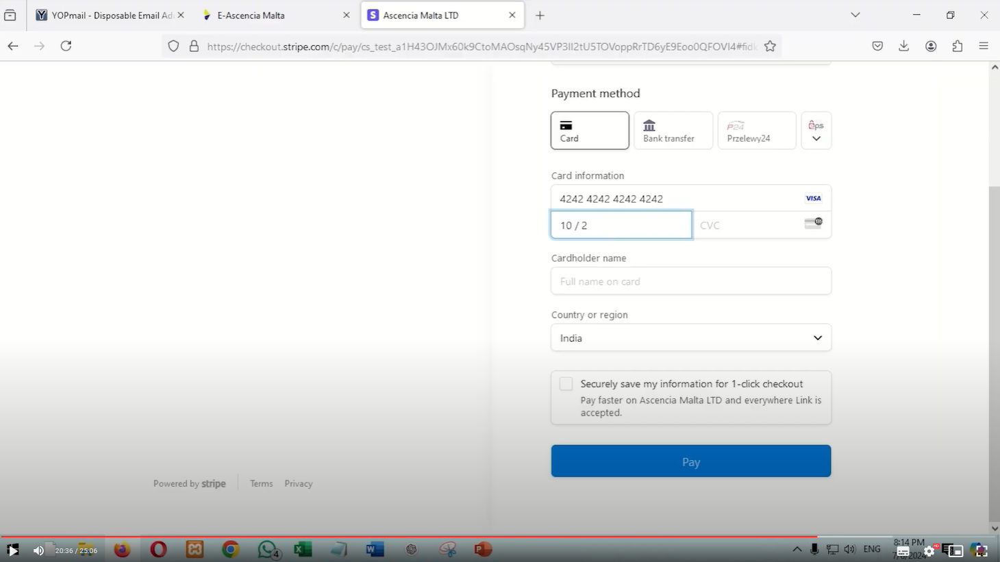 YOPmail - Disposable Email Ad
E-Ascencia Malta
Ascencia Malta LTD
https://checkout.stripe.com/c/pay/cs_test_a1H43OJMx60k9CtoMAOsqNy45VP3II2tU5TOVoppRrTD6yE9Eoo0QFOVI4#fidk
Payment method
Card
Bank transfer
P24
Przelewy24
eps
Card information
4242 4242 4242 4242
VISA
10 / 2
CVC
Cardholder name
Full name on card
Country or region
India
Securely save my information for 1-click checkout
Pay faster on Ascencia Malta LTD and everywhere Link is
accepted.
Pay
Powered by stripe
Terms
Privacy
20:36 / 25:06
4
ENG
8:14 PM
HD